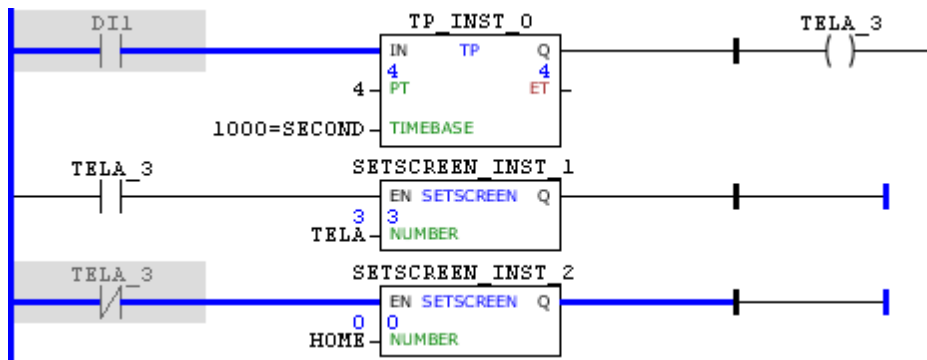 DI1
TP_INST_0
TELA_3
IN TP Q
4 4
4 PT ET
1000=SECOND TIMEBASE
TELA_3
SETSCREEN_INST_1
EN SETSCREEN Q
3 3
TELA NUMBER
TELA_3
SETSCREEN_INST_2
EN SETSCREEN Q
0 0
HOME NUMBER